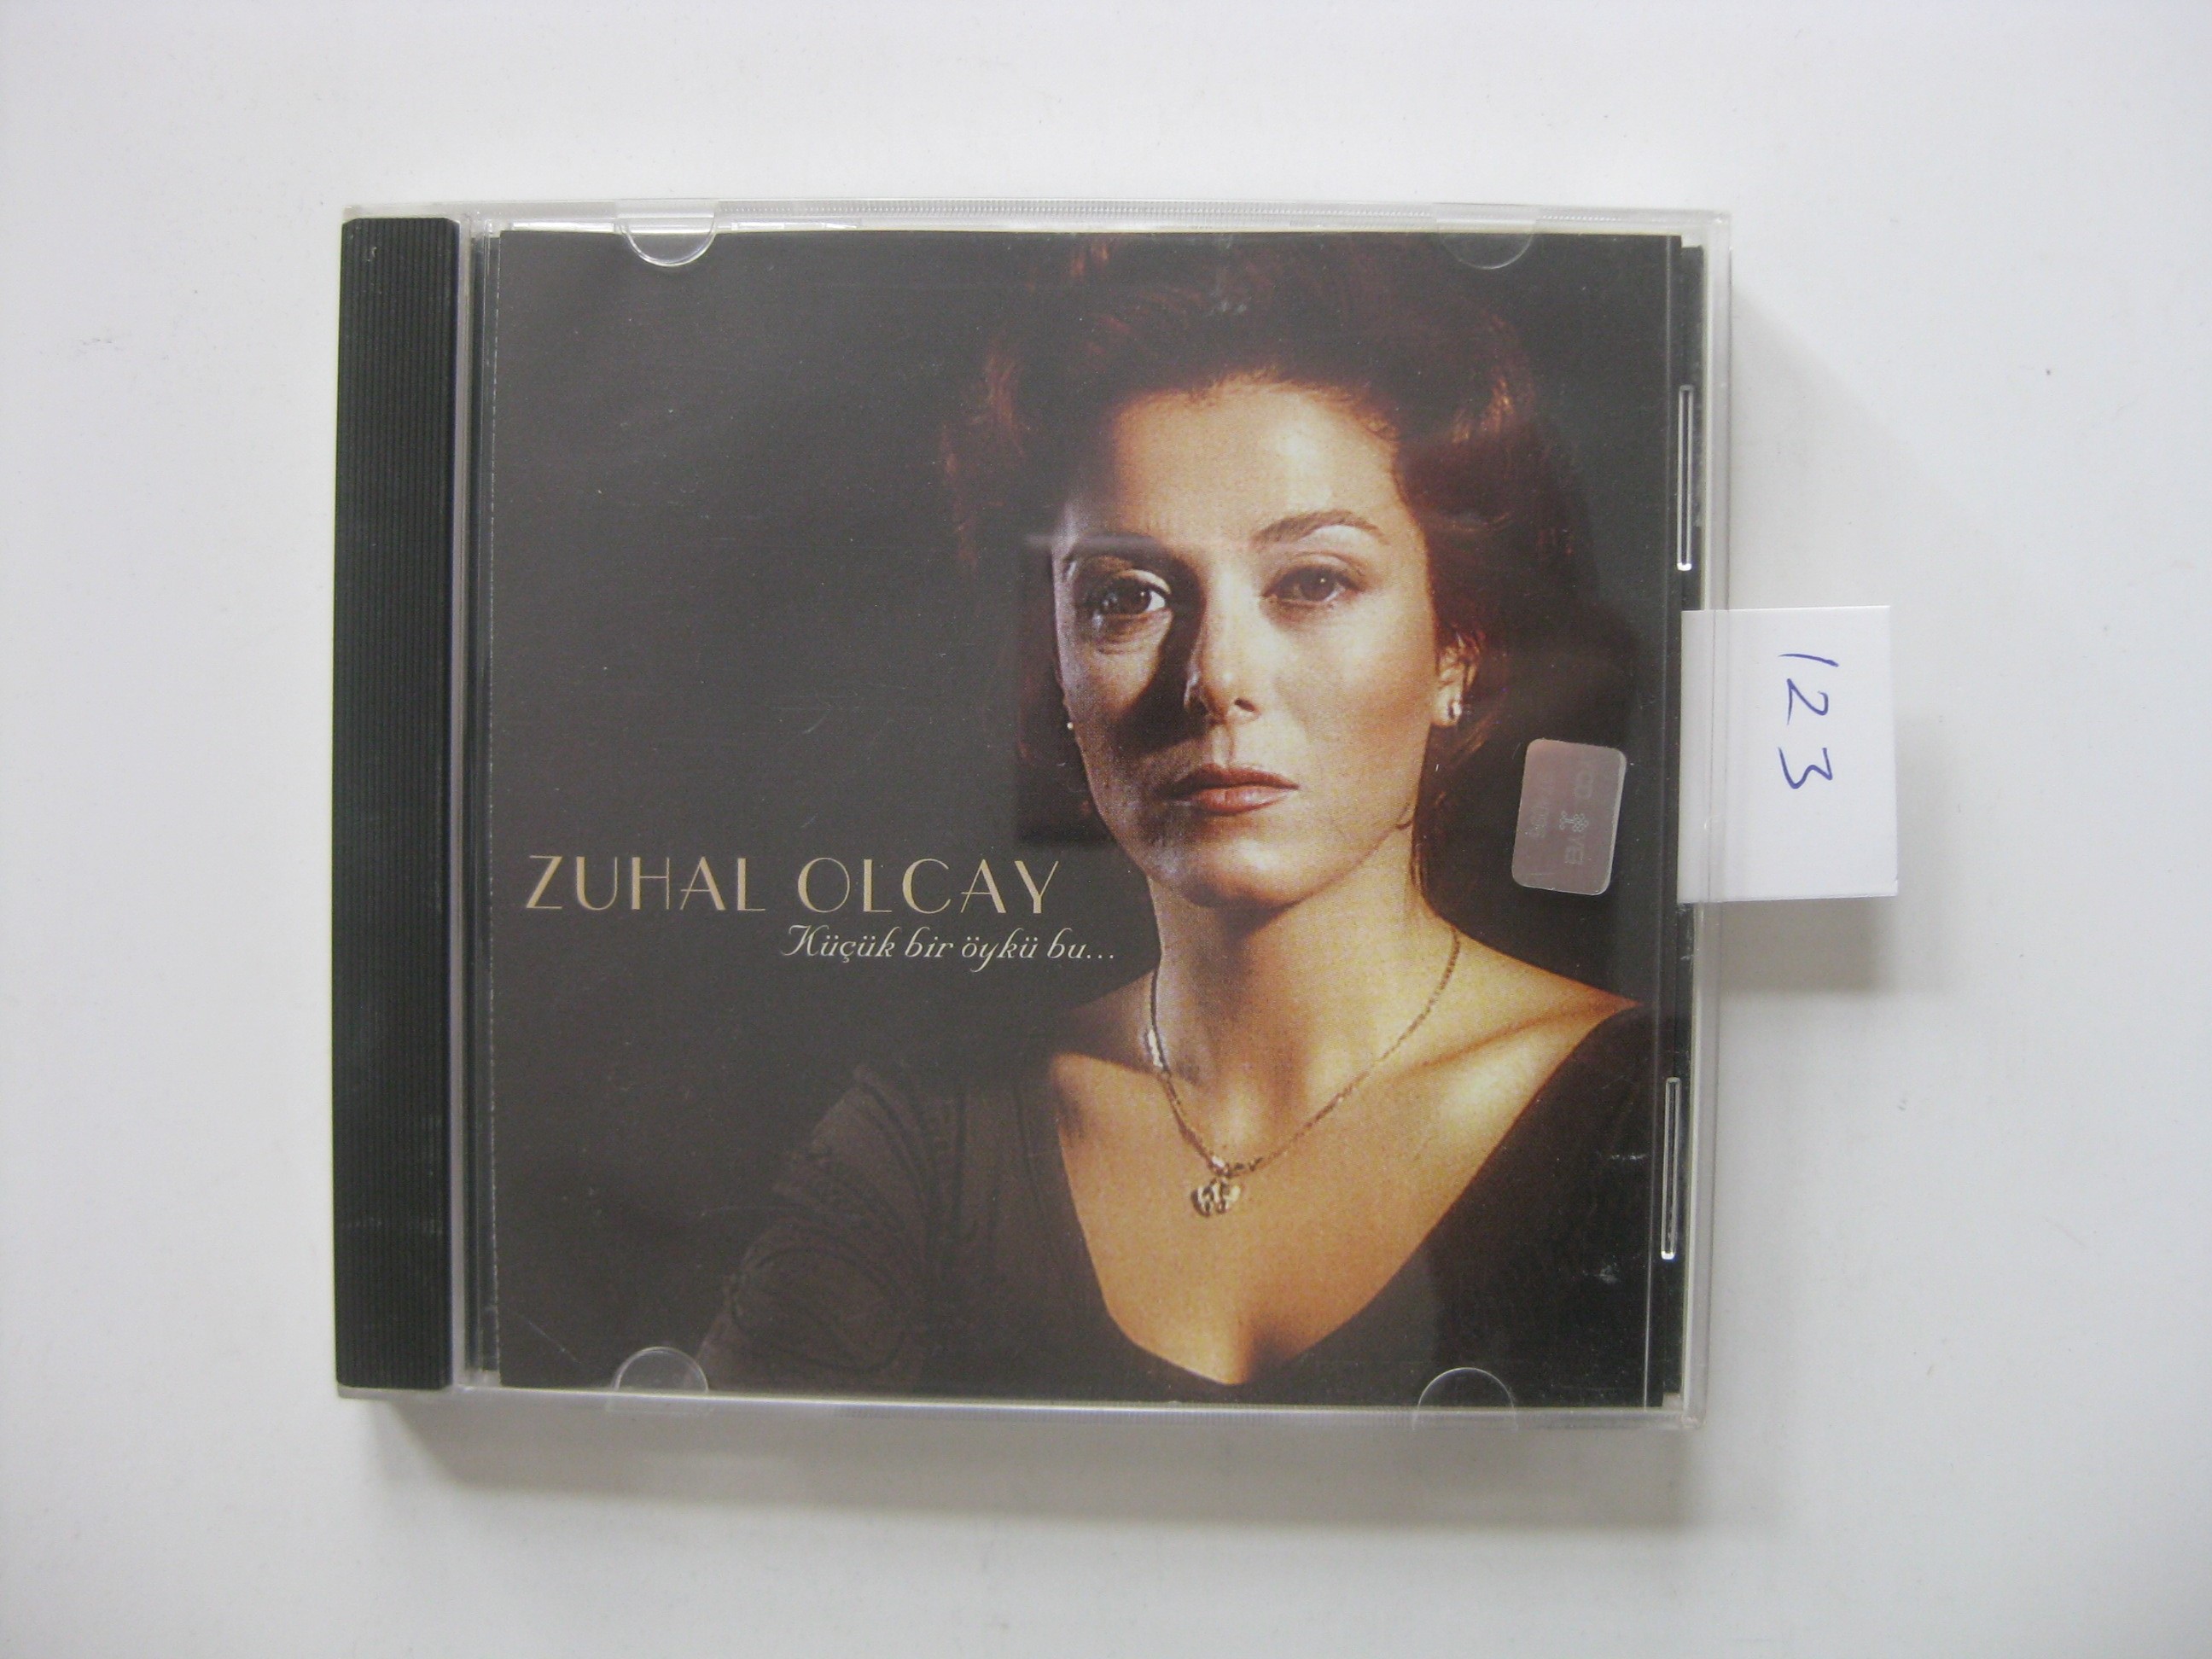 ZUHAL OLCAY
Küçük bir öykü bu...
123